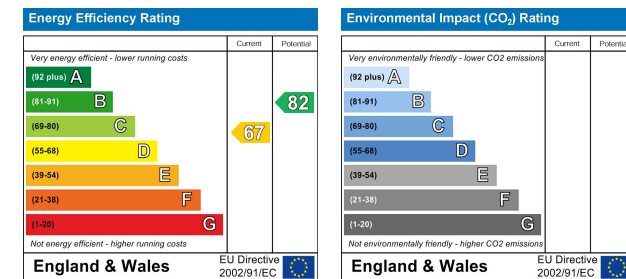 Energy Efficiency Rating
Current Potential
Very energy efficient - lower running costs
(92 plus) A
(81-91) B
82
(69-80) C
67
(55-68) D
(39-54) E
(21-38) F
(1-20) G
Not energy efficient - higher running costs
England & Wales
EU Directive
2002/91/EC
Environmental Impact (CO₂) Rating
Current Potential
Very environmentally friendly - lower CO2 emissions
(92 plus) A
(81-91) B
(69-80) C
(55-68) D
(39-54) E
(21-38) F
(1-20) G
Not environmentally friendly - higher CO2 emissions
England & Wales
EU Directive
2002/91/EC